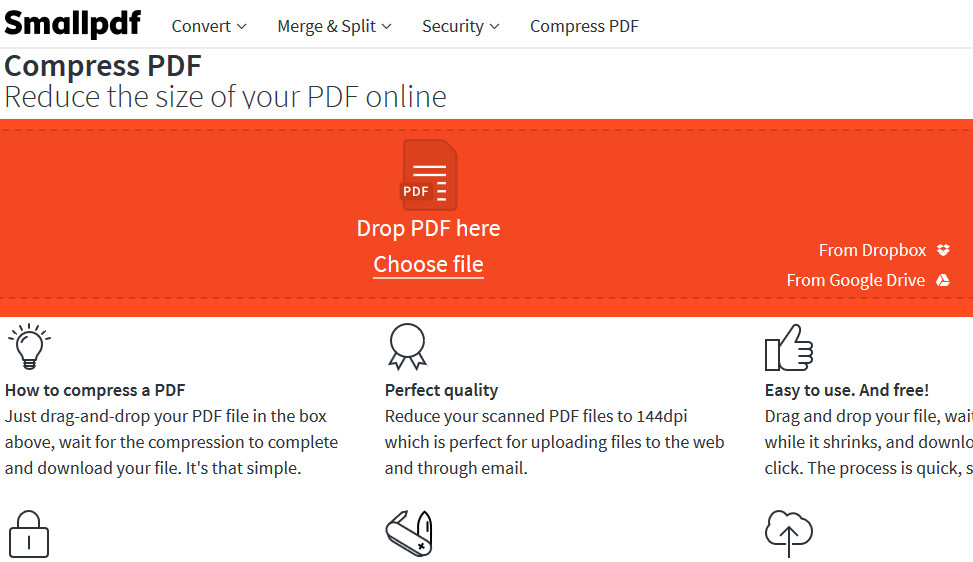 Smallpdf Convert Merge & Split Security Compress PDF
Compress PDF
Reduce the size of your PDF online
PDF
Drop PDF here
Choose file
From Dropbox
From Google Drive
How to compress a PDF
Just drag-and-drop your PDF file in the box
above, wait for the compression to complete
and download your file. It's that simple.
Perfect quality
Reduce your scanned PDF files to 144dpi
which is perfect for uploading files to the web
and through email.
Easy to use. And free!
Drag and drop your file,
while it shrinks, and
click. The process is quick,